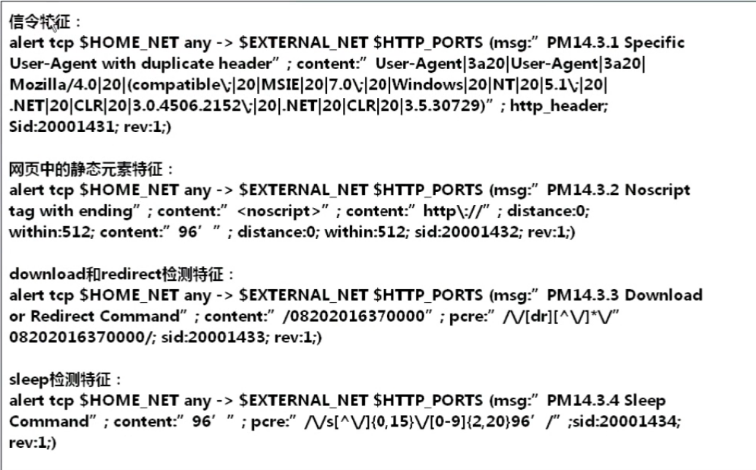 信令特征：
alert tcp $HOME_NET any -> $EXTERNAL_NET $HTTP_PORTS (msg:”PM14.3.1 Specific
User-Agent with duplicate header”; content:”User-Agent|3a20|User-Agent|3a20|
Mozilla/4.0|20|(compatible\;|20|MSIE|20|7.0\;|20|Windows|20|NT|20|5.1\;|20|
.NET|20|CLR|20|3.0.4506.2152\;|20|.NET|20|CLR|20|3.5.30729)”; http_header;
Sid:20001431; rev:1;)
网页中的静态元素特征：
alert tcp $HOME_NET any -> $EXTERNAL_NET $HTTP_PORTS (msg:”PM14.3.2 Noscript
tag with ending”; content:”<noscript>”; content:”http\://”; distance:0;
within:512; content:”96’”; distance:0; within:512; sid:20001432; rev:1;)
download和redirect检测特征：
alert tcp $HOME_NET any -> $EXTERNAL_NET $HTTP_PORTS (msg:”PM14.3.3 Download
or Redirect Command”; content:”/08202016370000”; pcre:”/\/[dr][^\/]*\/”
08202016370000/; sid:20001433; rev:1;)
sleep检测特征：
alert tcp $HOME_NET any -> $EXTERNAL_NET $HTTP_PORTS (msg:”PM14.3.4 Sleep
Command”; content:”96’”; pcre:”/\/s[^\/]{0,15}\/[0-9]{2,20}96’/”;sid:20001434;
rev:1;)